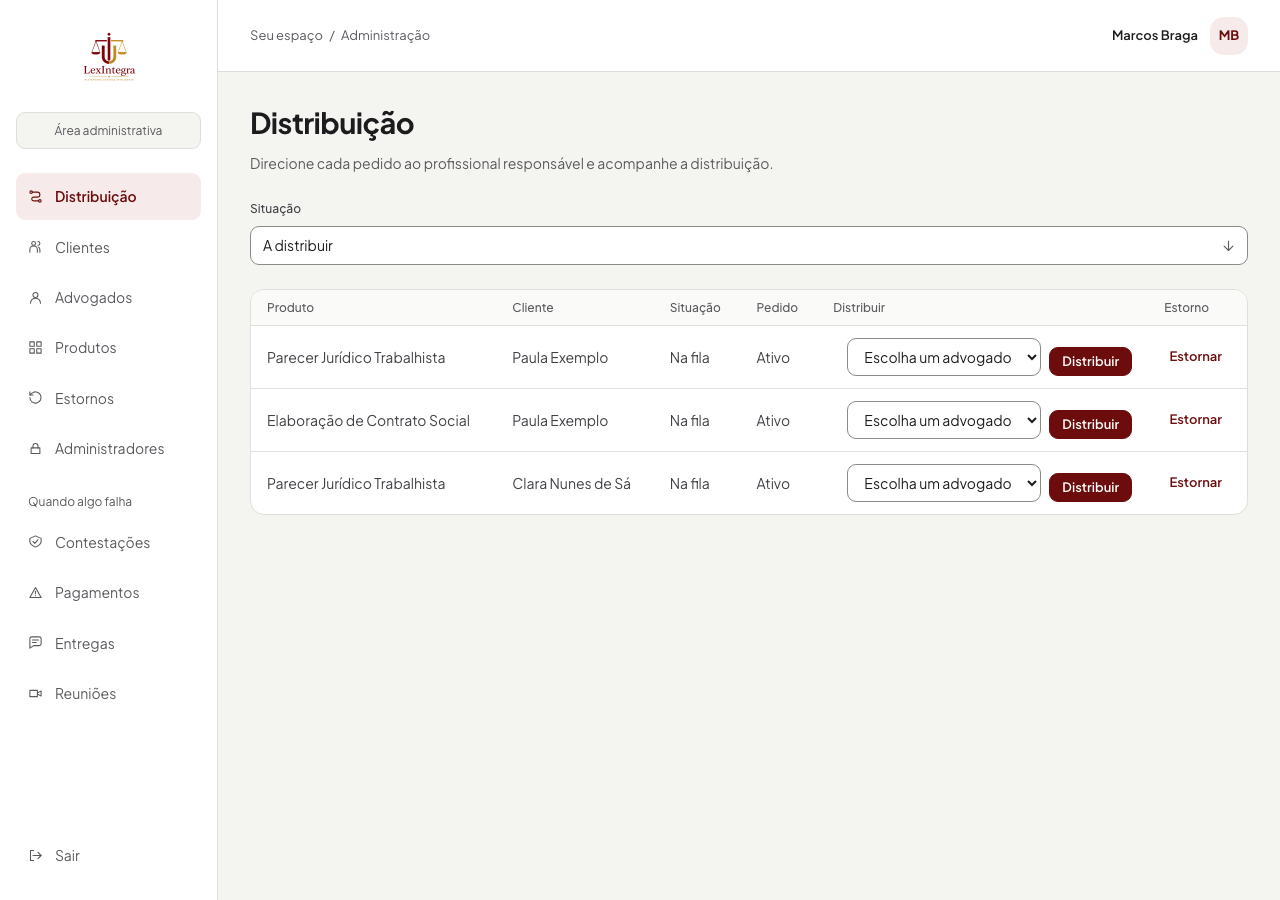 LexIntegra
Área administrativa
Distribuição
Clientes
Advogados
Produtos
Estornos
Administradores
Quando algo falha
Contestações
Pagamentos
Entregas
Reuniões
Sair
Seu espaço / Administração
Marcos Braga MB
Distribuição
Direcione cada pedido ao profissional responsável e acompanhe a distribuição.
Situação
A distribuir
Produto Cliente Situação Pedido Distribuir Estorno
Parecer Jurídico Trabalhista Paula Exemplo Na fila Ativo Escolha um advogado Distribuir Estornar
Elaboração de Contrato Social Paula Exemplo Na fila Ativo Escolha um advogado Distribuir Estornar
Parecer Jurídico Trabalhista Clara Nunes de Sá Na fila Ativo Escolha um advogado Distribuir Estornar